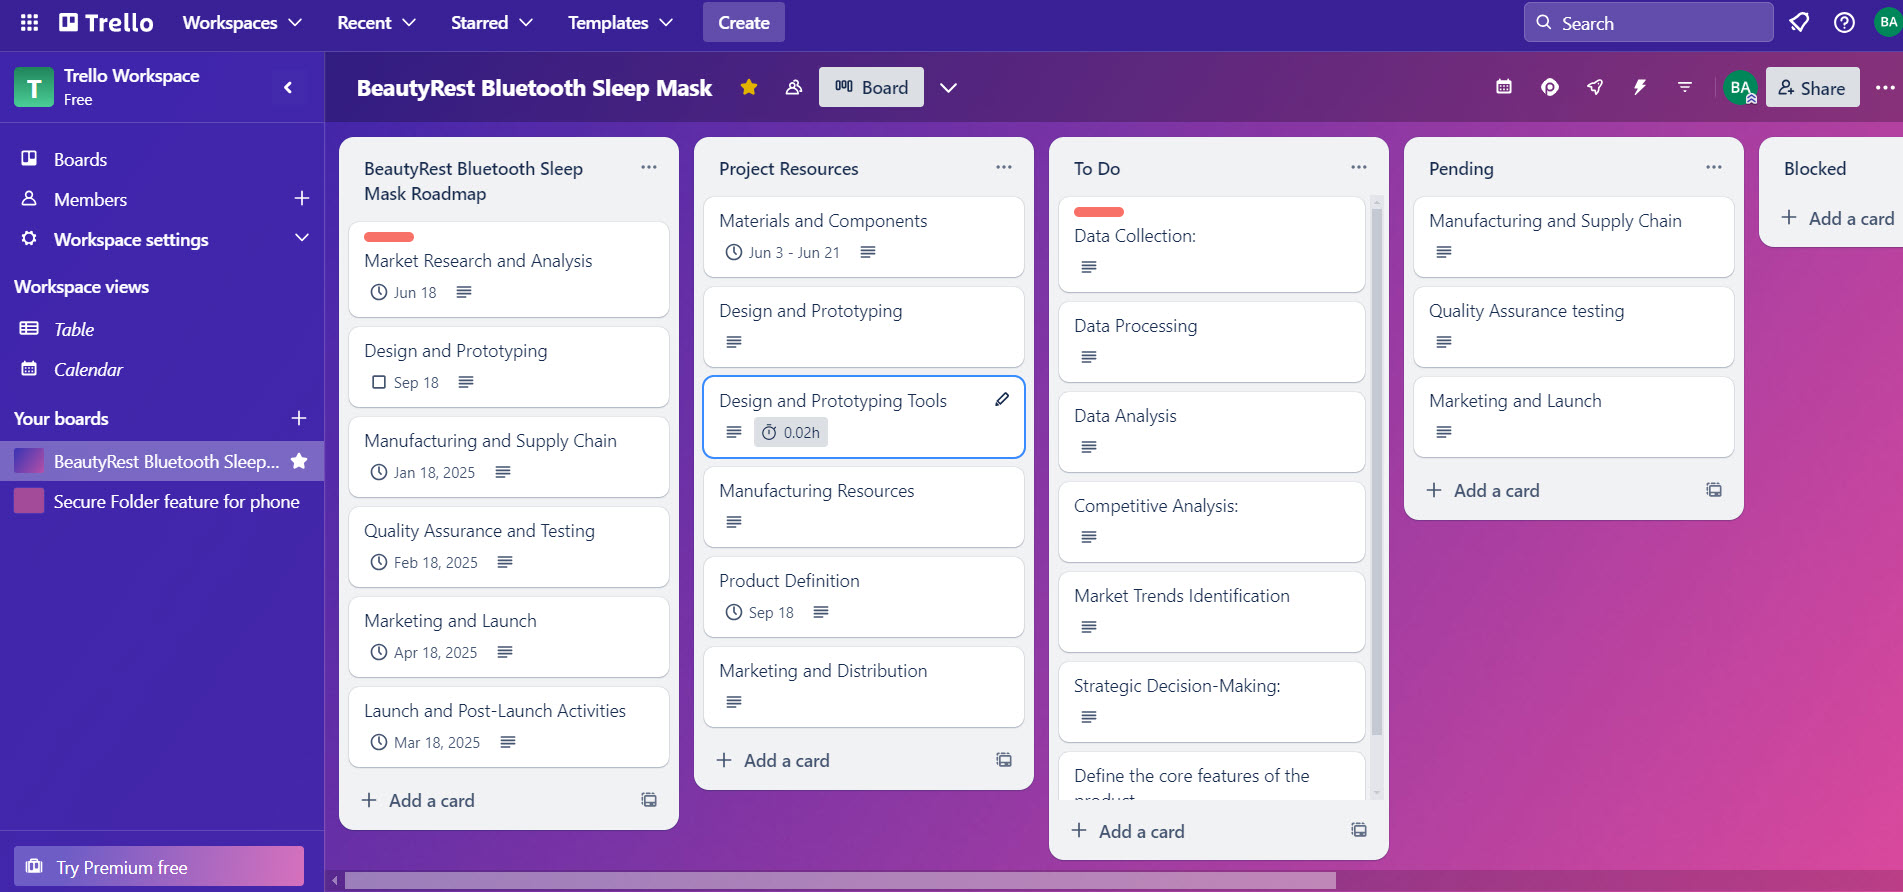 Trello
Workspaces
Recent
Starred
Templates
Create
Search
BA
T
Trello Workspace
Free
BeautyRest Bluetooth Sleep Mask
Board
BA
Share
Boards
Members
Workspace settings
Workspace views
Table
Calendar
Your boards
BeautyRest Bluetooth Sleep...
Secure Folder feature for phone
Try Premium free
BeautyRest Bluetooth Sleep
Mask Roadmap
Market Research and Analysis
Jun 18
Design and Prototyping
Sep 18
Manufacturing and Supply Chain
Jan 18, 2025
Quality Assurance and Testing
Feb 18, 2025
Marketing and Launch
Apr 18, 2025
Launch and Post-Launch Activities
Mar 18, 2025
Add a card
Project Resources
Materials and Components
Jun 3 - Jun 21
Design and Prototyping
Design and Prototyping Tools
0.02h
Manufacturing Resources
Product Definition
Sep 18
Marketing and Distribution
Add a card
To Do
Data Collection:
Data Processing
Data Analysis
Competitive Analysis:
Market Trends Identification
Strategic Decision-Making:
Define the core features of the
product
Add a card
Pending
Manufacturing and Supply Chain
Quality Assurance testing
Marketing and Launch
Add a card
Blocked
Add a card